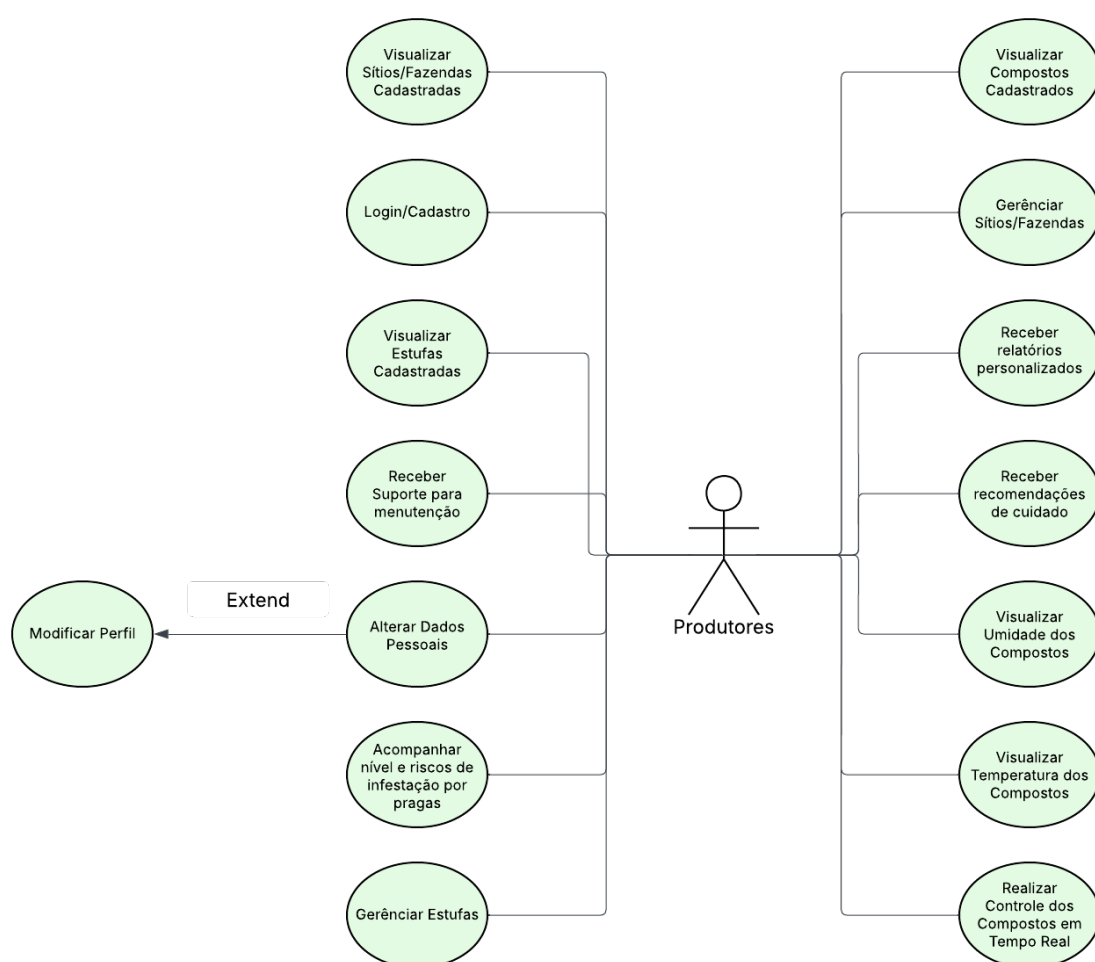 Visualizar
Sítios/Fazendas
Cadastradas
Visualizar
Compostos
Cadastrados
Login/Cadastro
Gerênciar
Sítios/Fazendas
Visualizar
Estufas
Cadastradas
Receber
relatórios
personalizados
Receber
Suporte para
menutenção
Receber
recomendações
de cuidado
Produtores
Extend
Modificar Perfil
Alterar Dados
Pessoais
Visualizar
Umidade dos
Compostos
Acompanhar
nível e riscos de
infestação por
pragas
Visualizar
Temperatura dos
Compostos
Gerênciar Estufas
Realizar
Controle dos
Compostos em
Tempo Real